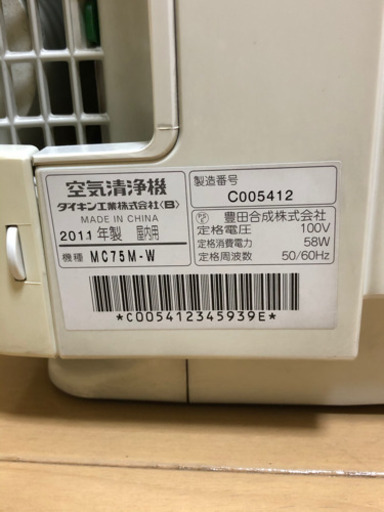 空気清浄機
ダイキン工業株式会社〈B〉
MADE IN CHINA
2011年製 屋内用
機種 MC75M-W
製造番号
C005412
豊田合成株式会社
定格電圧 100V
定格消費電力 58W
定格周波数 50/60Hz
*C005412345939E*